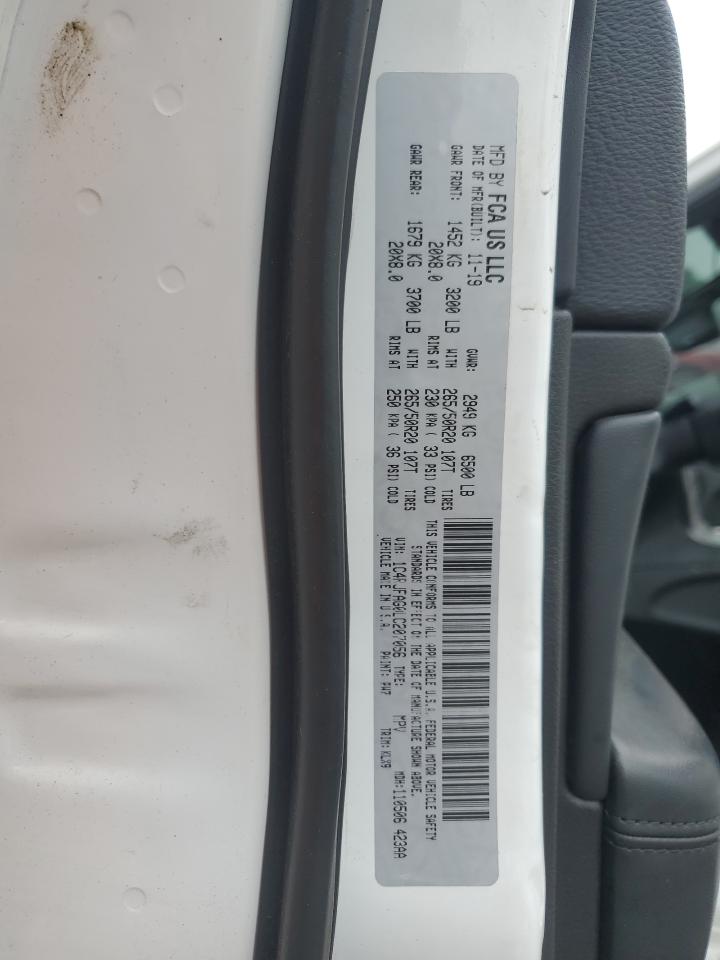 MFD BY FCA US LLC
DATE OF MFR(BUILT): 11-19 GVWR: 2949 KG 6500 LB
GAWR FRONT: 1452 KG 3200 LB WITH 265/50R20 107T TIRES
20X8.0 RIMS AT 230 KPA ( 33 PSI) COLD
GAWR REAR: 1679 KG 3700 LB WITH 265/50R20 107T TIRES
20X8.0 RIMS AT 250 KPA ( 36 PSI) COLD
THIS VEHICLE CONFORMS TO ALL APPLICABLE U.S.A. FEDERAL MOTOR VEHICLE SAFETY
STANDARDS IN EFFECT ON THE DATE OF MANUFACTURE SHOWN ABOVE.
VIN: 1C4RJFAG0LC207056 TYPE: MPV MDH:110506 423AA
VEHICLE MADE IN U.S.A. PAINT: PW7 TRIM:KLX9